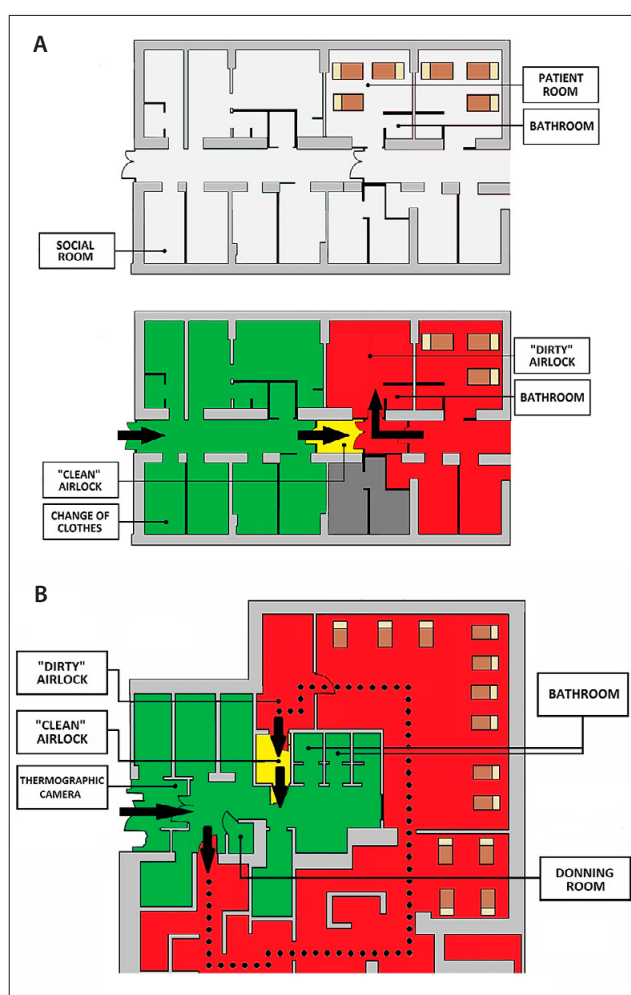 A
PATIENT
ROOM
BATHROOM
SOCIAL
ROOM
"DIRTY"
AIRLOCK
BATHROOM
"CLEAN"
AIRLOCK
CHANGE OF
CLOTHES
B
"DIRTY"
AIRLOCK
BATHROOM
"CLEAN"
AIRLOCK
THERMOGRAPHIC
CAMERA
DONNING
ROOM